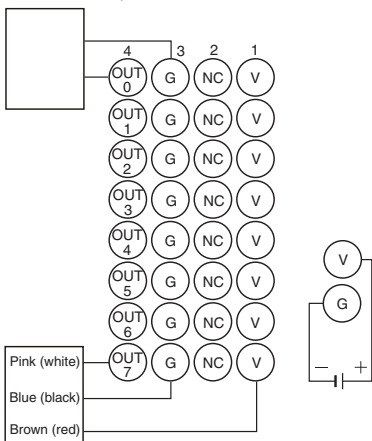 4 3 2 1
OUT 0 G NC V
OUT 1 G NC V
OUT 2 G NC V
OUT 3 G NC V
OUT 4 G NC V
OUT 5 G NC V
OUT 6 G NC V
OUT 7 G NC V
Pink (white)
Blue (black)
Brown (red)
V
G
− +